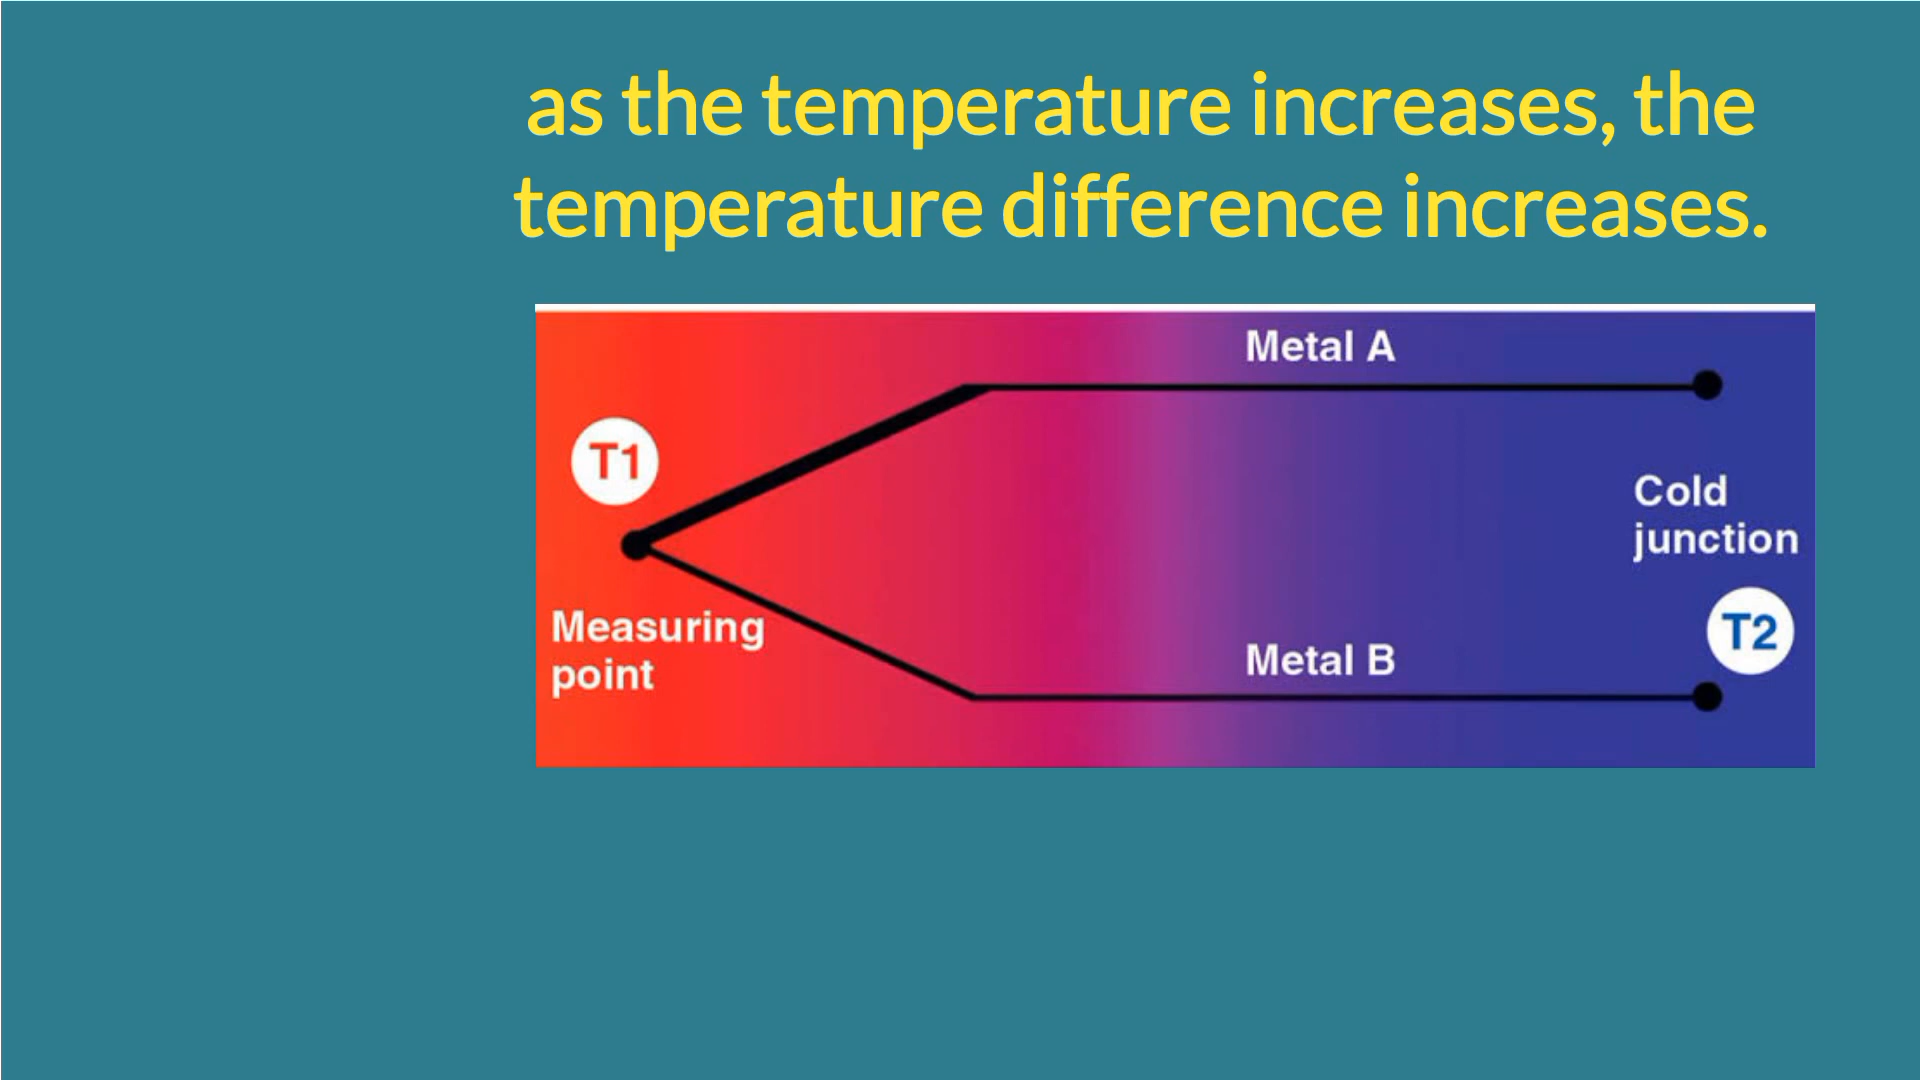 as the temperature increases, the
temperature difference increases.
Metal A
T1
Cold
junction
Measuring
point
T2
Metal B